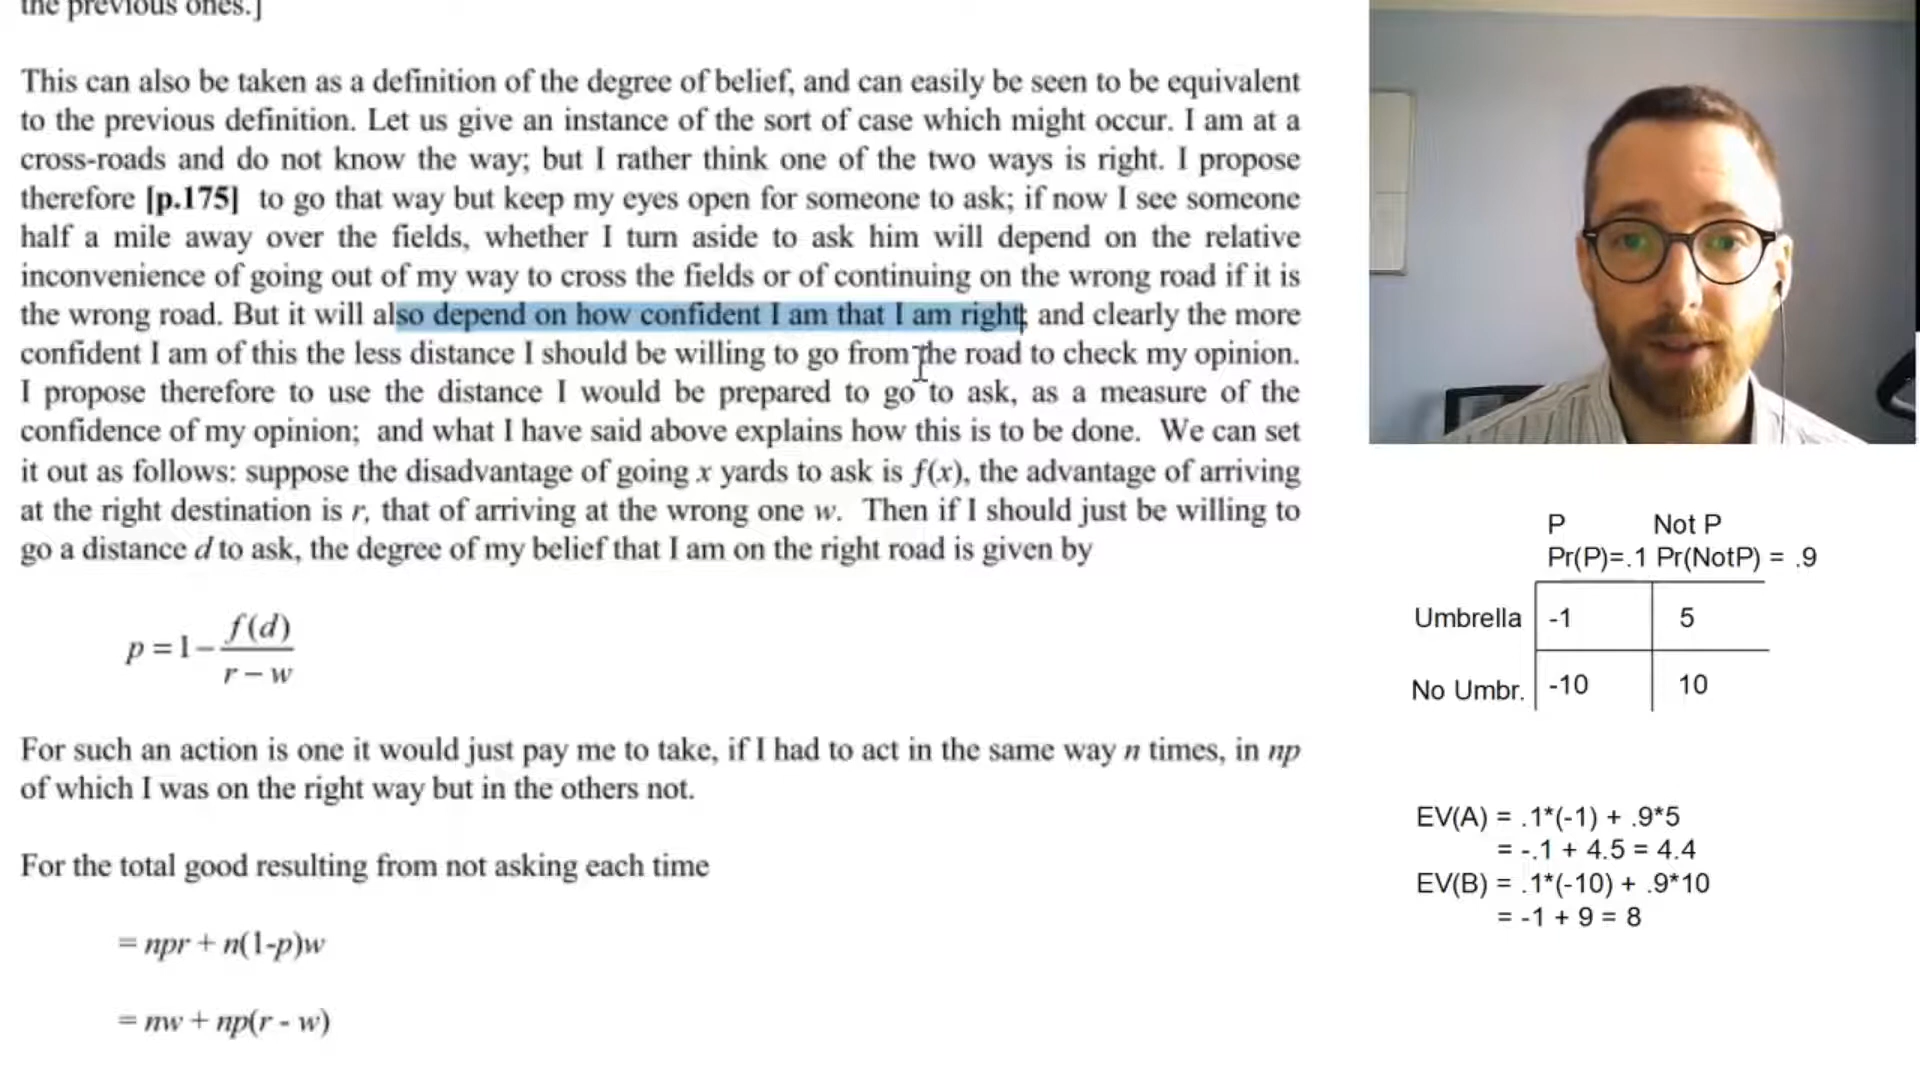 the previous ones.]
This can also be taken as a definition of the degree of belief, and can easily be seen to be equivalent
to the previous definition. Let us give an instance of the sort of case which might occur. I am at a
cross-roads and do not know the way; but I rather think one of the two ways is right. I propose
therefore [p.175] to go that way but keep my eyes open for someone to ask; if now I see someone
half a mile away over the fields, whether I turn aside to ask him will depend on the relative
inconvenience of going out of my way to cross the fields or of continuing on the wrong road if it is
the wrong road. But it will also depend on how confident I am that I am right; and clearly the more
confident I am of this the less distance I should be willing to go from the road to check my opinion.
I propose therefore to use the distance I would be prepared to go to ask, as a measure of the
confidence of my opinion; and what I have said above explains how this is to be done. We can set
it out as follows: suppose the disadvantage of going x yards to ask is f(x), the advantage of arriving
at the right destination is r, that of arriving at the wrong one w. Then if I should just be willing to
go a distance d to ask, the degree of my belief that I am on the right road is given by
p = 1 - f(d) / r - w
For such an action is one it would just pay me to take, if I had to act in the same way n times, in np
of which I was on the right way but in the others not.
For the total good resulting from not asking each time
= npr + n(1-p)w
= nw + np(r - w)
P Not P
Pr(P)=.1 Pr(NotP) = .9
Umbrella -1 5
No Umbr. -10 10
EV(A) = .1*(-1) + .9*5
= -.1 + 4.5 = 4.4
EV(B) = .1*(-10) + .9*10
= -1 + 9 = 8